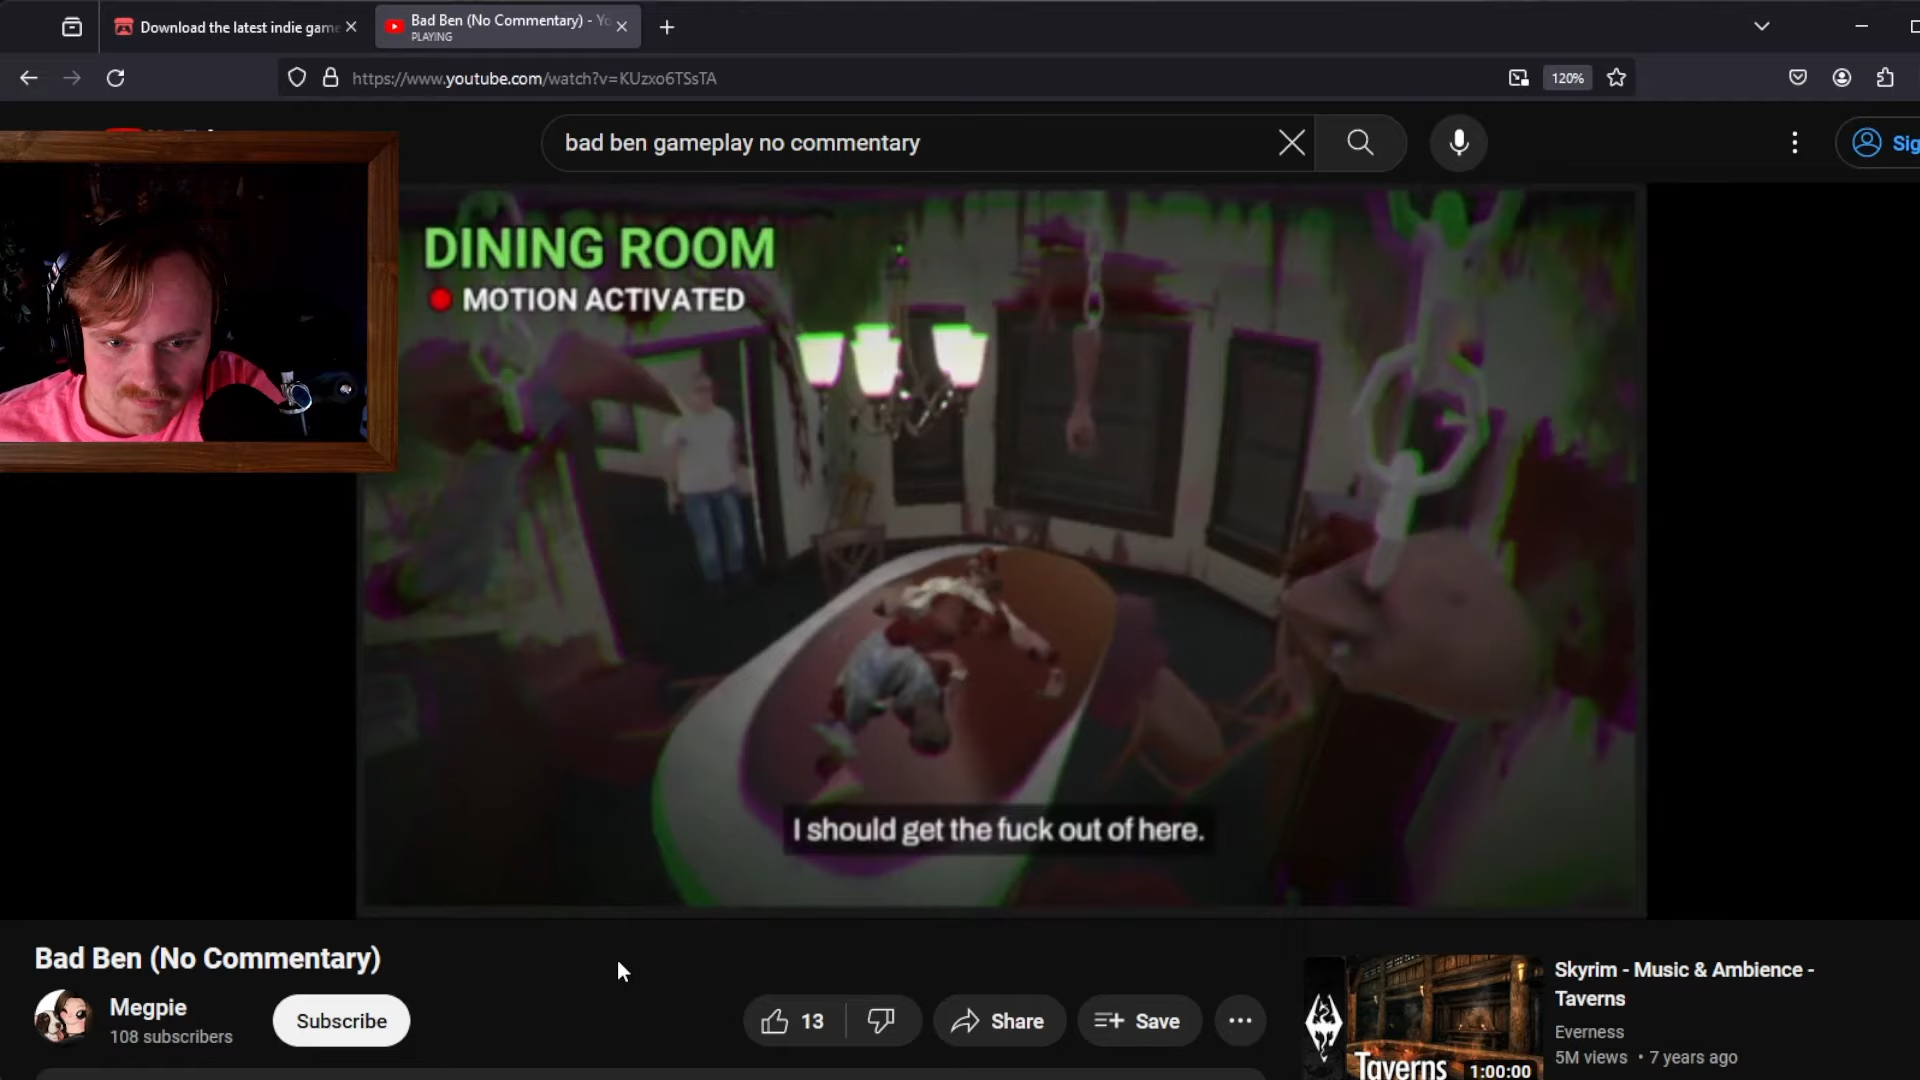 Download the latest indie game
Bad Ben (No Commentary) - Yo
PLAYING
https://www.youtube.com/watch?v=KUzxo6TSsTA
120%
bad ben gameplay no commentary
Sig
DINING ROOM
MOTION ACTIVATED
I should get the fuck out of here.
Bad Ben (No Commentary)
Megpie
108 subscribers
Subscribe
13
Share
Save
Skyrim - Music & Ambience -
Taverns
Everness
5M views • 7 years ago
Taverns
1:00:00